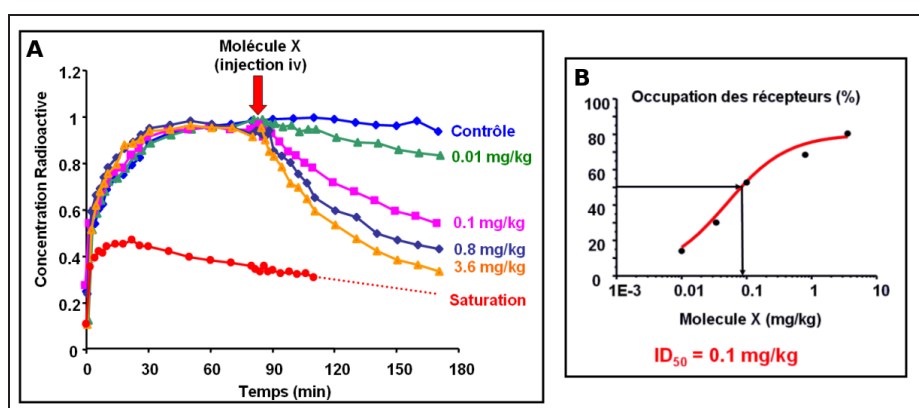 A
Molécule X
(injection iv)
1.2
1
0.8
0.6
0.4
0.2
0
Concentration Radioactive
Contrôle
0.01 mg/kg
0.1 mg/kg
0.8 mg/kg
3.6 mg/kg
Saturation
0 30 60 90 120 150 180
Temps (min)
B
Occupation des récepteurs (%)
100
80
60
40
20
0
1E-3 0.01 0.1 1 10
Molecule X (mg/kg)
ID50 = 0.1 mg/kg